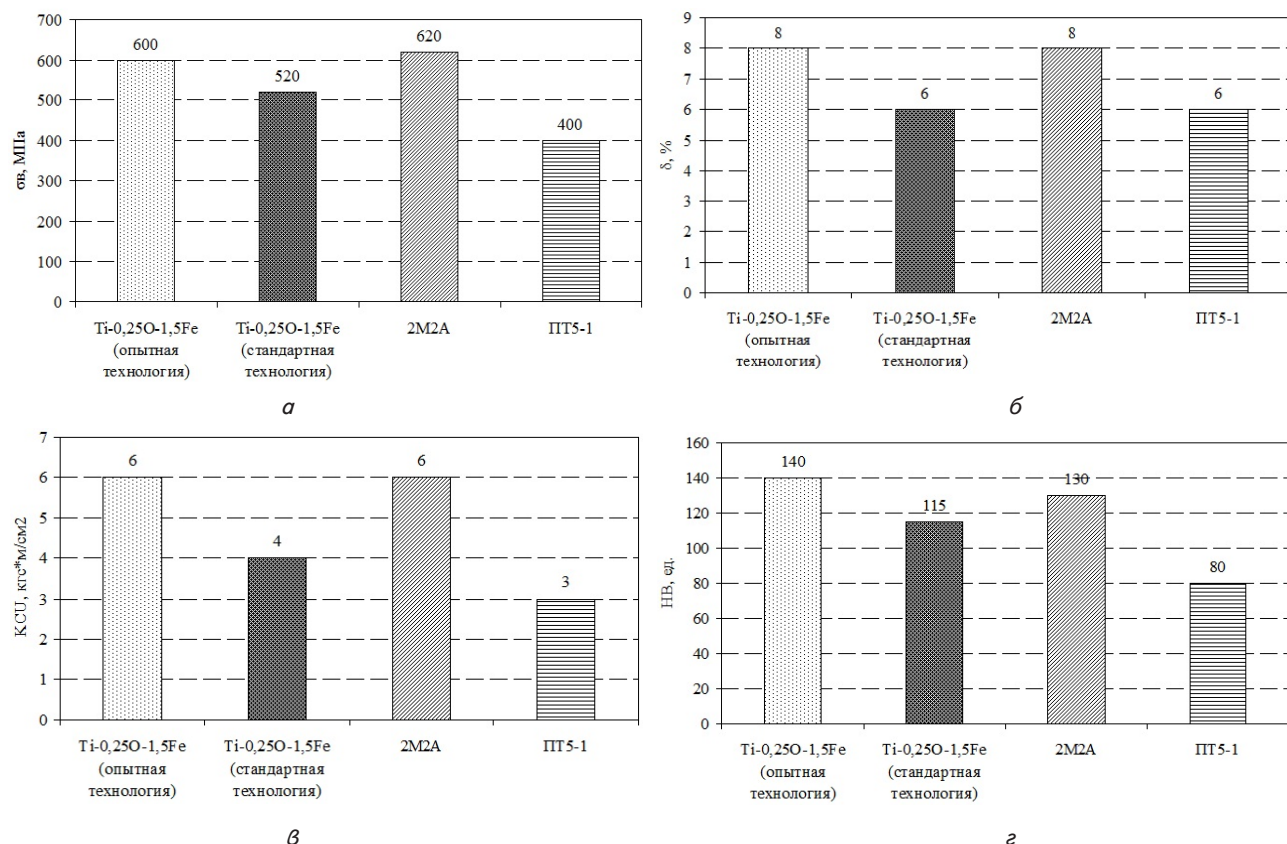 700
600
500
400
300
200
100
0
σв, МПа
600
520
620
400
Ti-0,25O-1,5Fe
(опытная
технология)
Ti-0,25O-1,5Fe
(стандартная
технология)
2М2А
ПТ5-1
а
9
8
7
6
5
4
3
2
1
0
δ, %
8
6
8
6
Ti-0,25O-1,5Fe
(опытная
технология)
Ti-0,25O-1,5Fe
(стандартная
технология)
2М2А
ПТ5-1
б
7
6
5
4
3
2
1
0
KCU, кгс*м/см2
6
4
6
3
Ti-0,25O-1,5Fe
(опытная
технология)
Ti-0,25O-1,5Fe
(стандартная
технология)
2М2А
ПТ5-1
в
160
140
120
100
80
60
40
20
0
НВ, ед.
140
115
130
80
Ti-0,25O-1,5Fe
(опытная
технология)
Ti-0,25O-1,5Fe
(стандартная
технология)
2М2А
ПТ5-1
г